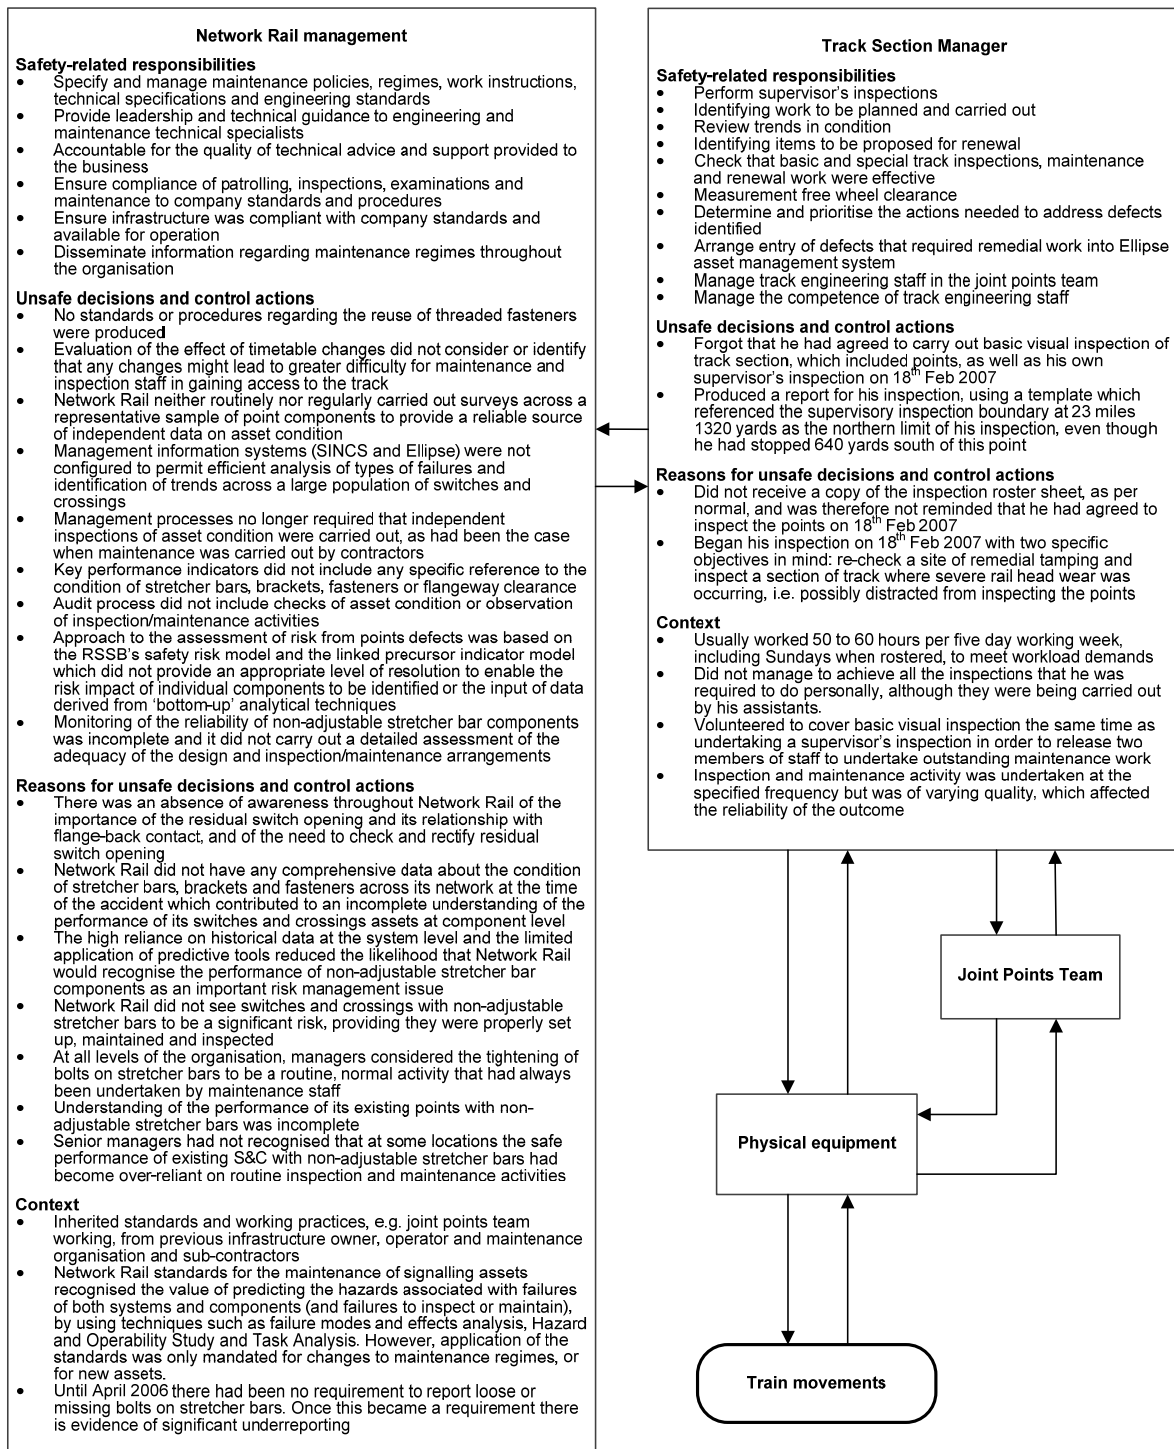 Network Rail management
Safety-related responsibilities
• Specify and manage maintenance policies, regimes, work instructions,
technical specifications and engineering standards
• Provide leadership and technical guidance to engineering and
maintenance technical specialists
• Accountable for the quality of technical advice and support provided to
the business
• Ensure compliance of patrolling, inspections, examinations and
maintenance to company standards and procedures
• Ensure infrastructure was compliant with company standards and
available for operation
• Disseminate information regarding maintenance regimes throughout
the organisation
Unsafe decisions and control actions
• No standards or procedures regarding the reuse of threaded fasteners
were produced
• Evaluation of the effect of timetable changes did not consider or identify
that any changes might lead to greater difficulty for maintenance and
inspection staff in gaining access to the track
• Network Rail neither routinely nor regularly carried out surveys across a
representative sample of point components to provide a reliable source
of independent data on asset condition
• Management information systems (SINCS and Ellipse) were not
configured to permit efficient analysis of types of failures and
identification of trends across a large population of switches and
crossings
• Management processes no longer required that independent
inspections of asset condition were carried out, as had been the case
when maintenance was carried out by contractors
• Key performance indicators did not include any specific reference to the
condition of stretcher bars, brackets, fasteners or flangeway clearance
• Audit process did not include checks of asset condition or observation
of inspection/maintenance activities
• Approach to the assessment of risk from points defects was based on
the RSSB's safety risk model and the linked precursor indicator model
which did not provide an appropriate level of resolution to enable the
risk impact of individual components to be identified or the input of data
derived from 'bottom-up' analytical techniques
• Monitoring of the reliability of non-adjustable stretcher bar components
was incomplete and it did not carry out a detailed assessment of the
adequacy of the design and inspection/maintenance arrangements
Reasons for unsafe decisions and control actions
• There was an absence of awareness throughout Network Rail of the
importance of the residual switch opening and its relationship with
flange-back contact, and of the need to check and rectify residual
switch opening
• Network Rail did not have any comprehensive data about the condition
of stretcher bars, brackets and fasteners across its network at the time
of the accident which contributed to an incomplete understanding of the
performance of its switches and crossings assets at component level
• The high reliance on historical data at the system level and the limited
application of predictive tools reduced the likelihood that Network Rail
would recognise the performance of non-adjustable stretcher bar
components as an important risk management issue
• Network Rail did not see switches and crossings with non-adjustable
stretcher bars to be a significant risk, providing they were properly set
up, maintained and inspected
• At all levels of the organisation, managers considered the tightening of
bolts on stretcher bars to be a routine, normal activity that had always
been undertaken by maintenance staff
• Understanding of the performance of its existing points with non-
adjustable stretcher bars was incomplete
• Senior managers had not recognised that at some locations the safe
performance of existing S&C with non-adjustable stretcher bars had
become over-reliant on routine inspection and maintenance activities
Context
• Inherited standards and working practices, e.g. joint points team
working, from previous infrastructure owner, operator and maintenance
organisation and sub-contractors
• Network Rail standards for the maintenance of signalling assets
recognised the value of predicting the hazards associated with failures
of both systems and components (and failures to inspect or maintain),
by using techniques such as failure modes and effects analysis, Hazard
and Operability Study and Task Analysis. However, application of the
standards was only mandated for changes to maintenance regimes, or
for new assets.
• Until April 2006 there had been no requirement to report loose or
missing bolts on stretcher bars. Once this became a requirement there
is evidence of significant underreporting
Track Section Manager
Safety-related responsibilities
• Perform supervisor's inspections
• Identifying work to be planned and carried out
• Review trends in condition
• Identifying items to be proposed for renewal
• Check that basic and special track inspections, maintenance
and renewal work were effective
• Measurement free wheel clearance
• Determine and prioritise the actions needed to address defects
identified
• Arrange entry of defects that required remedial work into Ellipse
asset management system
• Manage track engineering staff in the joint points team
• Manage the competence of track engineering staff
Unsafe decisions and control actions
• Forgot that he had agreed to carry out basic visual inspection of
track section, which included points, as well as his own
supervisor's inspection on 18th Feb 2007
• Produced a report for his inspection, using a template which
referenced the supervisory inspection boundary at 23 miles
1320 yards as the northern limit of his inspection, even though
he had stopped 640 yards south of this point
Reasons for unsafe decisions and control actions
• Did not receive a copy of the inspection roster sheet, as per
normal, and was therefore not reminded that he had agreed to
inspect the points on 18th Feb 2007
• Began his inspection on 18th Feb 2007 with two specific
objectives in mind: re-check a site of remedial tamping and
inspect a section of track where severe rail head wear was
occurring, i.e. possibly distracted from inspecting the points
Context
• Usually worked 50 to 60 hours per five day working week,
including Sundays when rostered, to meet workload demands
• Did not manage to achieve all the inspections that he was
required to do personally, although they were being carried out
by his assistants.
• Volunteered to cover basic visual inspection the same time as
undertaking a supervisor's inspection in order to release two
members of staff to undertake outstanding maintenance work
• Inspection and maintenance activity was undertaken at the
specified frequency but was of varying quality, which affected
the reliability of the outcome
Joint Points Team
Physical equipment
Train movements